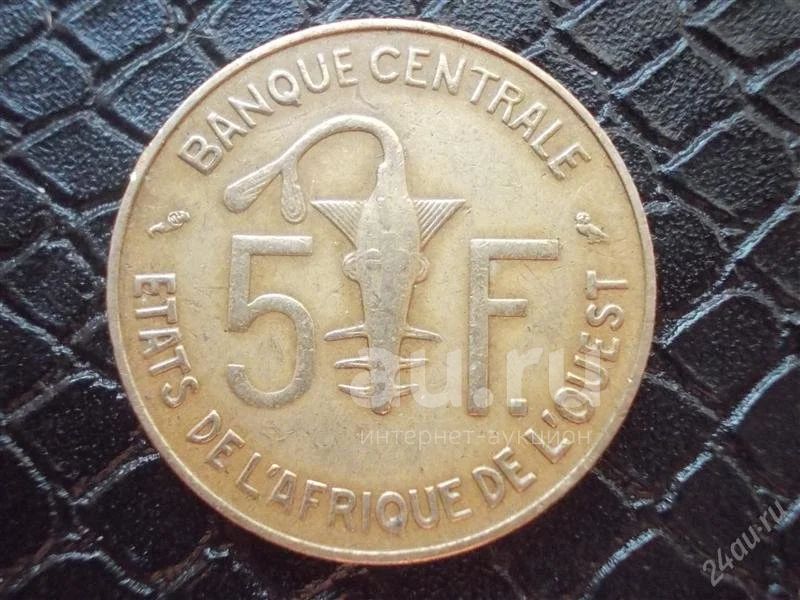 BANQUE CENTRALE
5 F.
ETATS DE L'AFRIQUE DE L'OUEST
au.ru
интернет-аукцион
24au.ru